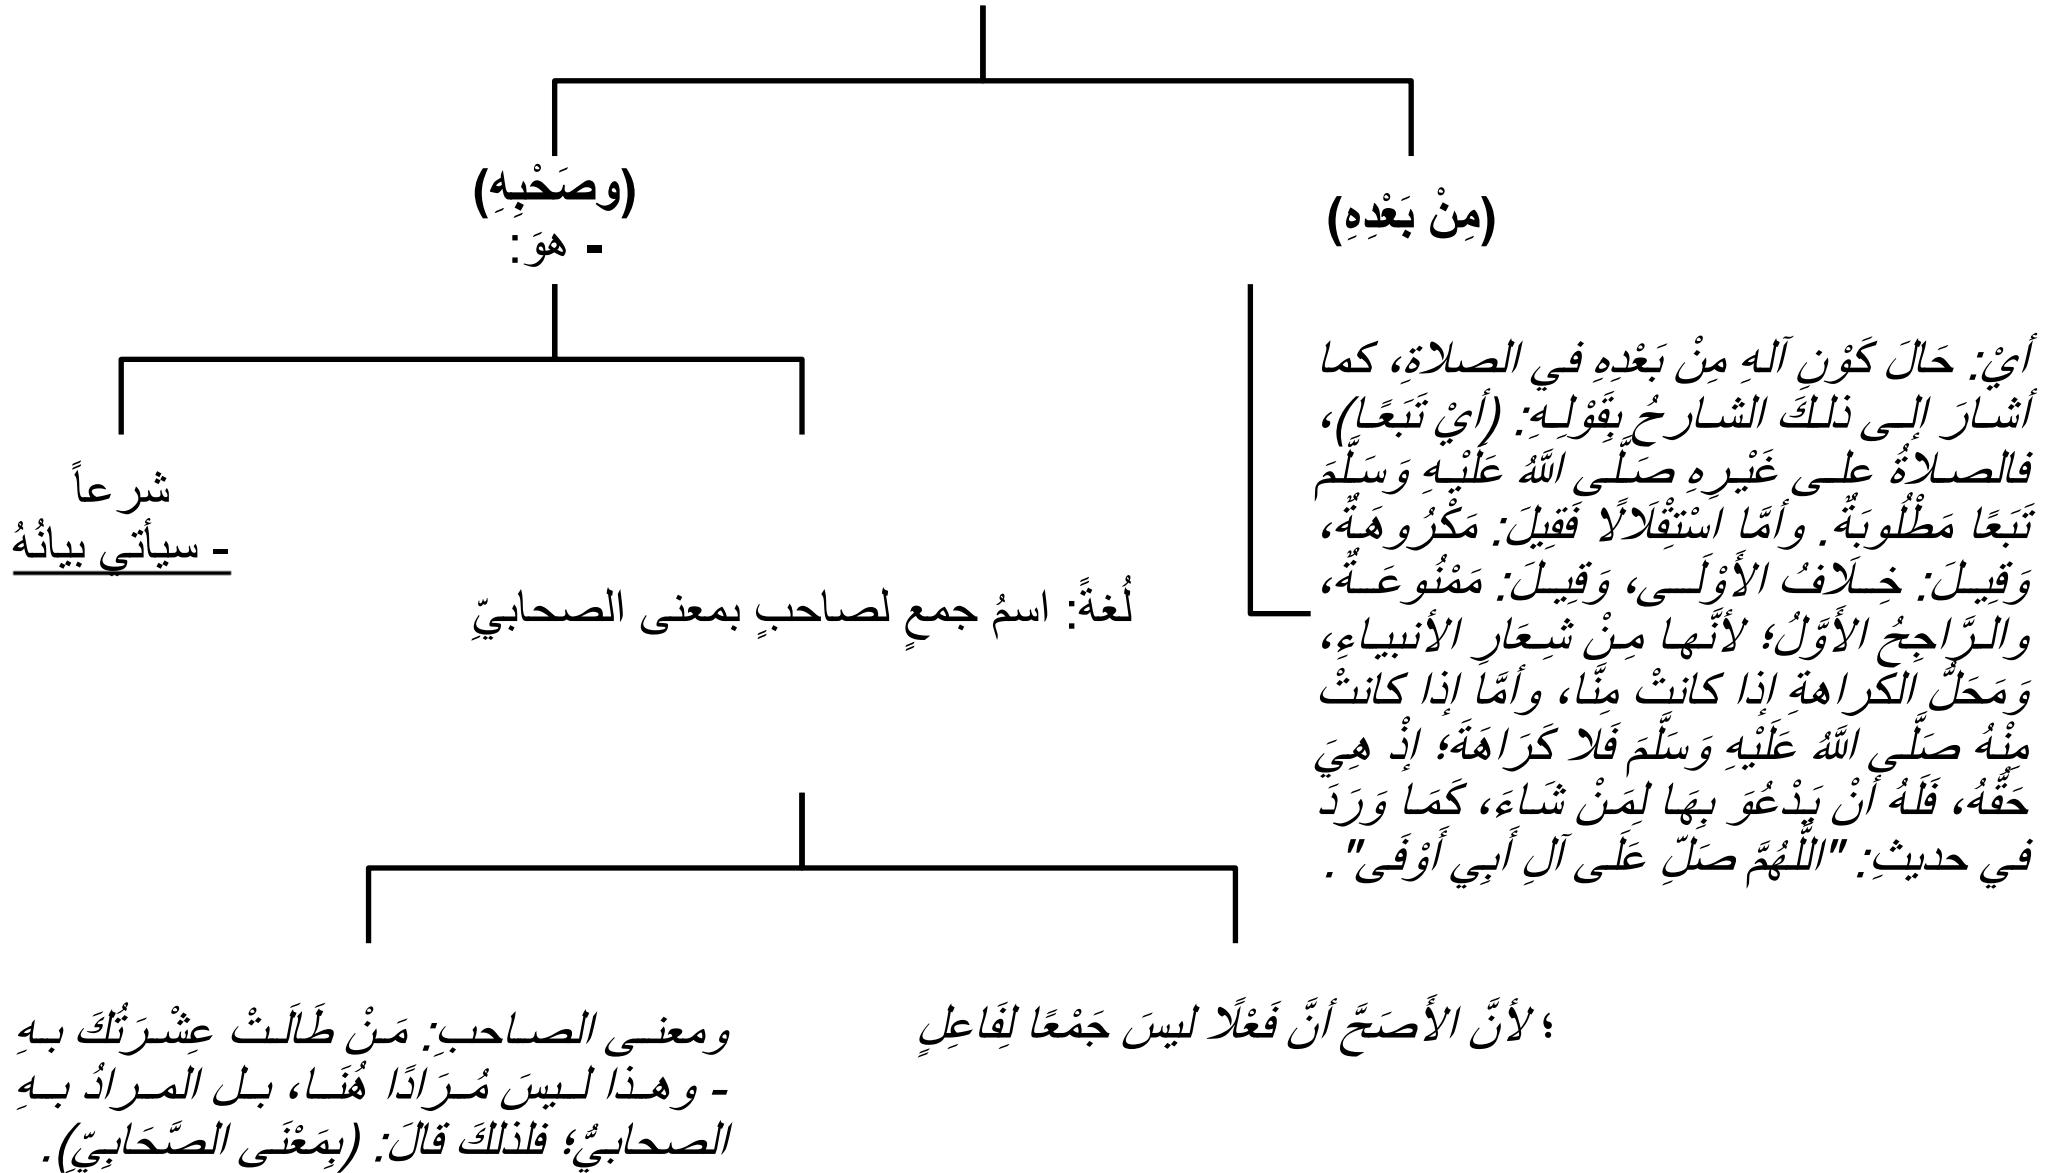 (مِنْ بَعْدِهِ)
أيْ: حَالَ كَوْنِ آلهِ مِنْ بَعْدِهِ في الصلاةِ، كما
أشارَ إلى ذلكَ الشارحُ بِقَوْلِهِ: (أيْ تَبَعًا)،
فالصلاةُ على غَيْرِهِ صَلَّى اللَّهُ عَلَيْهِ وَسَلَّمَ
تَبَعًا مَطْلُوبَةٌ. وأمَّا اسْتِقْلَالًا فَقِيلَ: مَكْرُوهَةٌ،
وَقِيلَ: خِلَافُ الأَوْلَى، وَقِيلَ: مَمْنُوعَةٌ،
والرَّاجِحُ الأَوَّلُ؛ لأنَّها مِنْ شِعَارِ الأنبياءِ،
وَمَحَلُّ الكراهةِ إذا كانتْ مِنَّا، وأمَّا إذا كانتْ
مِنْهُ صَلَّى اللَّهُ عَلَيْهِ وَسَلَّمَ فَلا كَرَاهَةَ؛ إذْ هِيَ
حَقُّهُ، فَلَهُ أنْ يَدْعُوَ بِهَا لِمَنْ شَاءَ، كَمَا وَرَدَ
في حديثِ: "اللَّهُمَّ صَلِّ عَلَى آلِ أَبِي أَوْفَى".
(وصَحْبِهِ)
- هوَ:
لُغةً: اسمُ جمعٍ لصاحبٍ بمعنى الصحابيِّ
؛ لأنَّ الأَصَحَّ أنَّ فَعْلًا ليسَ جَمْعًا لِفَاعِلٍ
ومعنى الصاحبِ: مَنْ طَالَتْ عِشْرَتُكَ بهِ
- وهذا ليسَ مُرَادًا هُنَا، بل المرادُ بهِ
الصحابيُّ؛ فلذلكَ قالَ: (بِمَعْنَى الصَّحَابِيِّ).
شرعاً
- سيأتي بيانُهُ